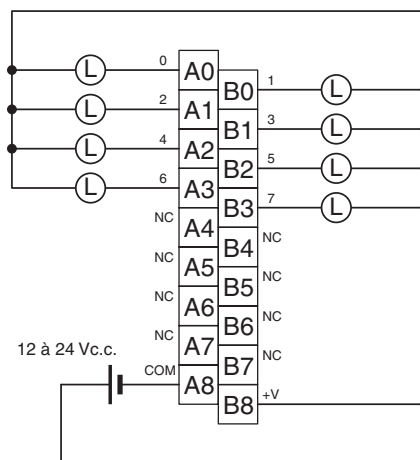 L 0 A0
B0 1 L
L 2 A1
B1 3 L
L 4 A2
B2 5 L
L 6 A3
B3 7 L
NC A4
B4 NC
NC A5
B5 NC
NC A6
B6 NC
NC A7
B7 NC
12 à 24 Vc.c.
COM A8
B8 +V